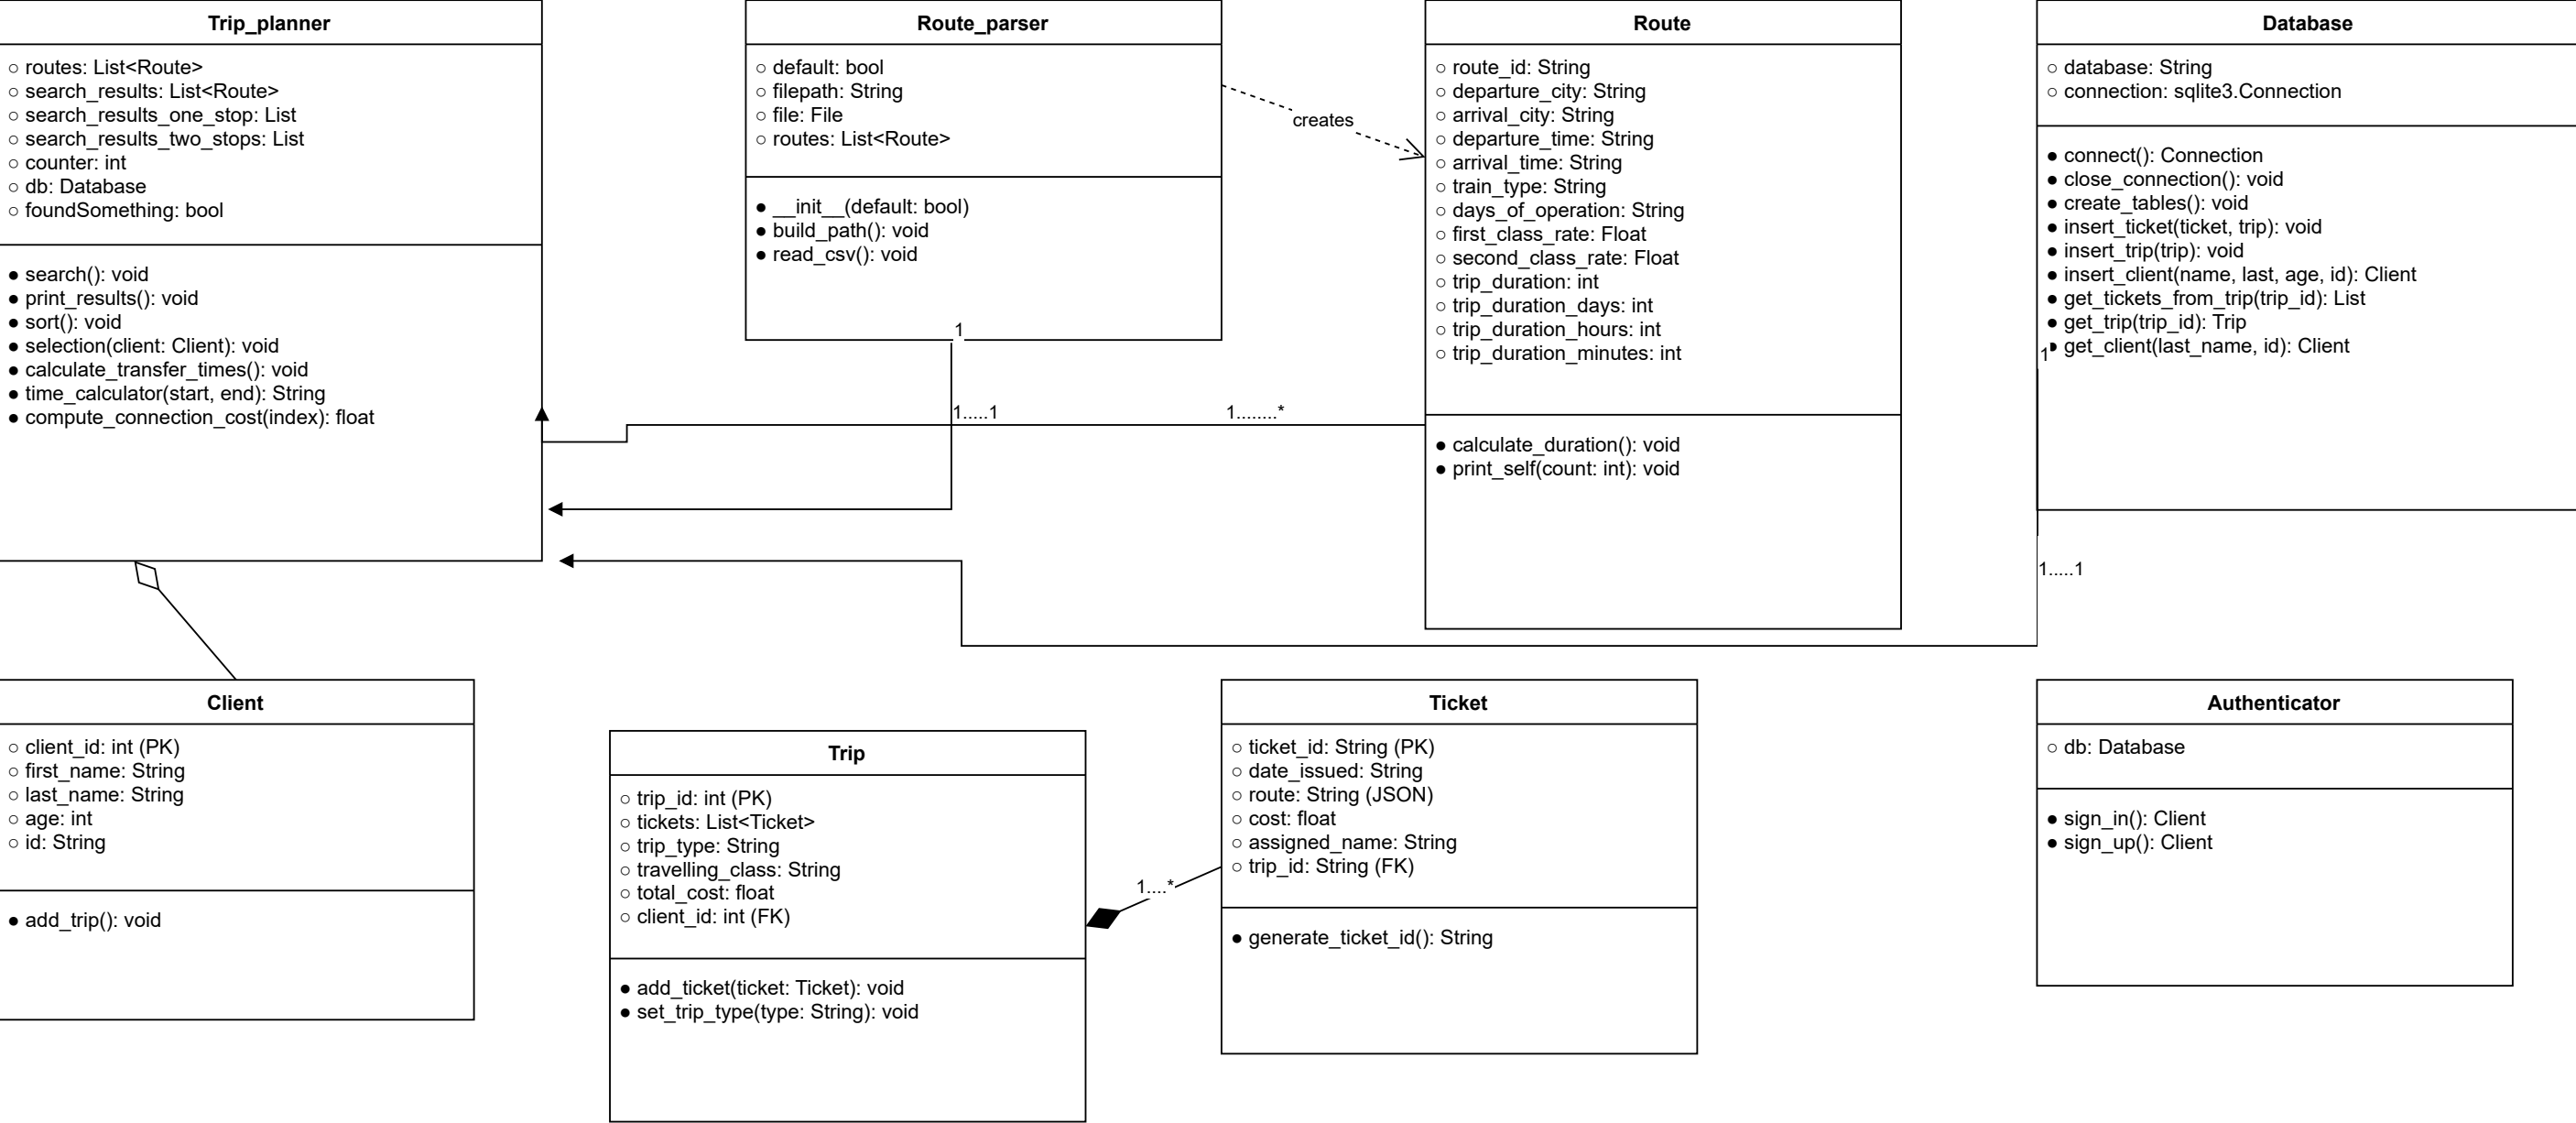 Trip_planner
○ routes: List<Route>
○ search_results: List<Route>
○ search_results_one_stop: List
○ search_results_two_stops: List
○ counter: int
○ db: Database
○ foundSomething: bool
● search(): void
● print_results(): void
● sort(): void
● selection(client: Client): void
● calculate_transfer_times(): void
● time_calculator(start, end): String
● compute_connection_cost(index): float
Route_parser
○ default: bool
○ filepath: String
○ file: File
○ routes: List<Route>
● __init__(default: bool)
● build_path(): void
● read_csv(): void
1
creates
Route
○ route_id: String
○ departure_city: String
○ arrival_city: String
○ departure_time: String
○ arrival_time: String
○ train_type: String
○ days_of_operation: String
○ first_class_rate: Float
○ second_class_rate: Float
○ trip_duration: int
○ trip_duration_days: int
○ trip_duration_hours: int
○ trip_duration_minutes: int
● calculate_duration(): void
● print_self(count: int): void
Database
○ database: String
○ connection: sqlite3.Connection
● connect(): Connection
● close_connection(): void
● create_tables(): void
● insert_ticket(ticket, trip): void
● insert_trip(trip): void
● insert_client(name, last, age, id): Client
● get_tickets_from_trip(trip_id): List
● get_trip(trip_id): Trip
● get_client(last_name, id): Client
1
1.....1
1........*
1.....1
Client
○ client_id: int (PK)
○ first_name: String
○ last_name: String
○ age: int
○ id: String
● add_trip(): void
Trip
○ trip_id: int (PK)
○ tickets: List<Ticket>
○ trip_type: String
○ travelling_class: String
○ total_cost: float
○ client_id: int (FK)
● add_ticket(ticket: Ticket): void
● set_trip_type(type: String): void
1....*
Ticket
○ ticket_id: String (PK)
○ date_issued: String
○ route: String (JSON)
○ cost: float
○ assigned_name: String
○ trip_id: String (FK)
● generate_ticket_id(): String
Authenticator
○ db: Database
● sign_in(): Client
● sign_up(): Client